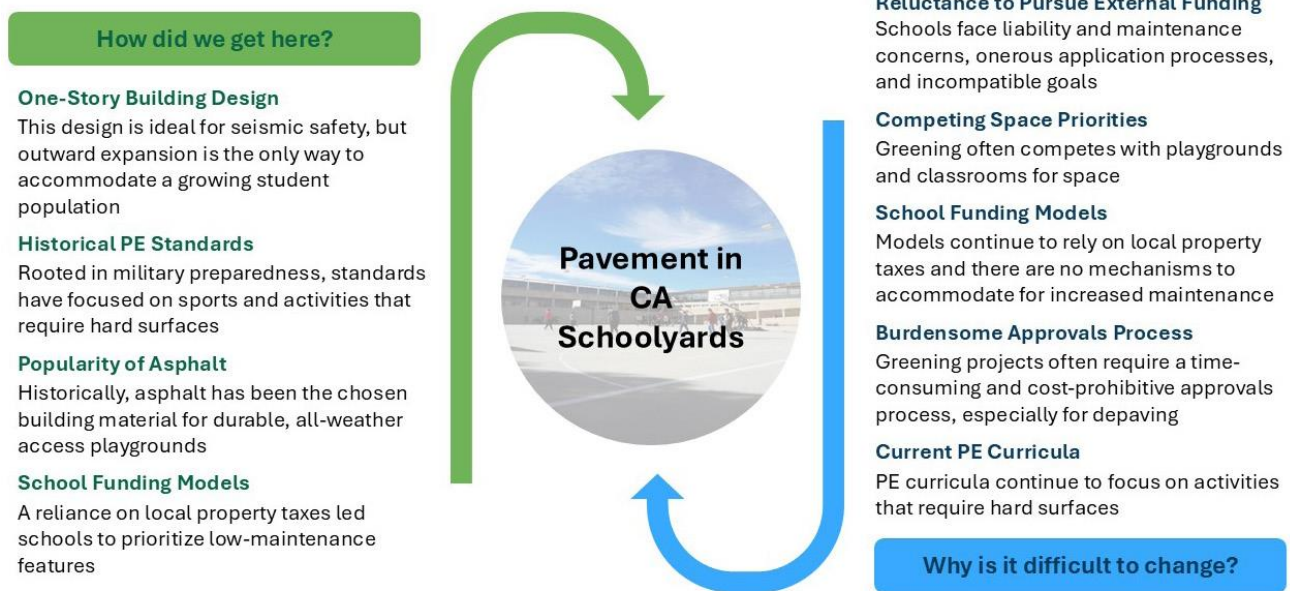 How did we get here?
One-Story Building Design
This design is ideal for seismic safety, but
outward expansion is the only way to
accommodate a growing student
population
Historical PE Standards
Rooted in military preparedness, standards
have focused on sports and activities that
require hard surfaces
Popularity of Asphalt
Historically, asphalt has been the chosen
building material for durable, all-weather
access playgrounds
School Funding Models
A reliance on local property taxes led
schools to prioritize low-maintenance
features
Pavement in
CA
Schoolyards
Reluctance to Pursue External Funding
Schools face liability and maintenance
concerns, onerous application processes,
and incompatible goals
Competing Space Priorities
Greening often competes with playgrounds
and classrooms for space
School Funding Models
Models continue to rely on local property
taxes and there are no mechanisms to
accommodate for increased maintenance
Burdensome Approvals Process
Greening projects often require a time-
consuming and cost-prohibitive approvals
process, especially for depaving
Current PE Curricula
PE curricula continue to focus on activities
that require hard surfaces
Why is it difficult to change?